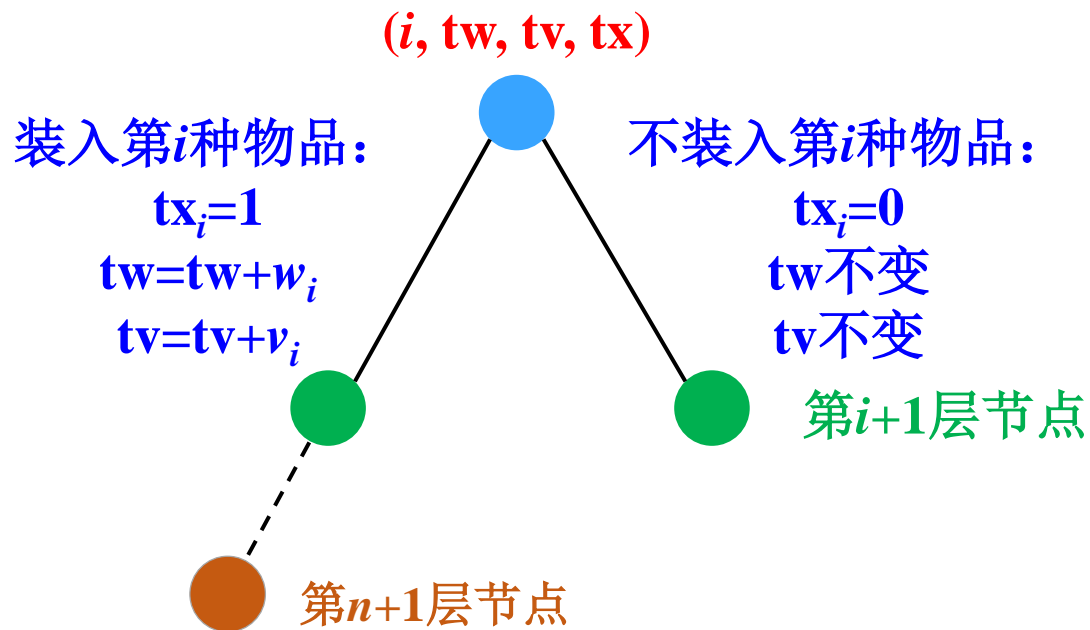 (i, tw, tv, tx)
装入第i种物品：
txᵢ=1
tw=tw+wᵢ
tv=tv+vᵢ
不装入第i种物品：
txᵢ=0
tw不变
tv不变
第i+1层节点
第n+1层节点